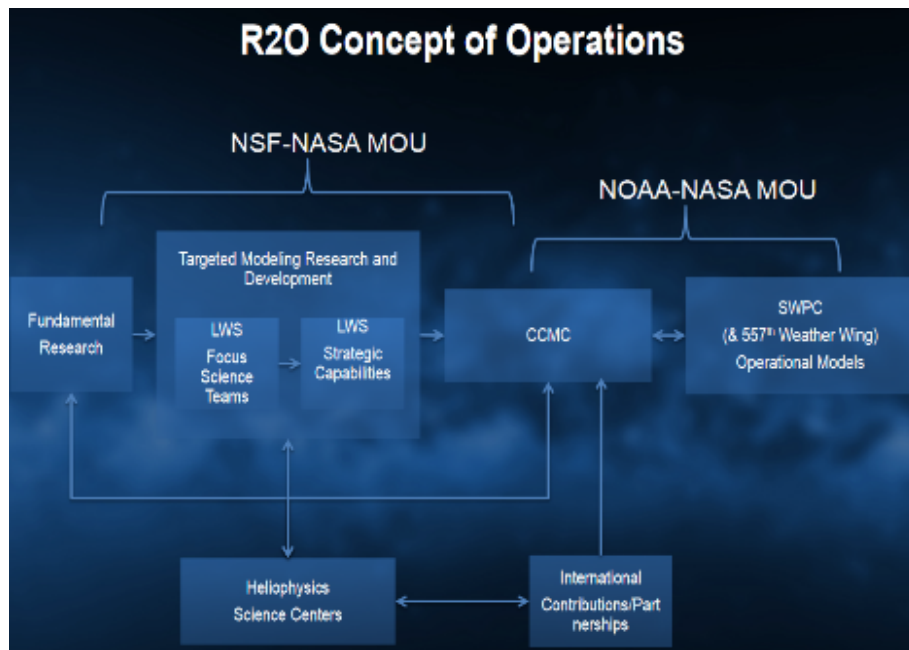 R2O Concept of Operations
NSF-NASA MOU
NOAA-NASA MOU
Targeted Modeling Research and
Development
Fundamental
Research
LWS
Focus
Science
Teams
LWS
Strategic
Capabilities
CCMC
SWPC
(& 557th Weather Wing)
Operational Models
Heliophysics
Science Centers
International
Contributions/Part
nerships